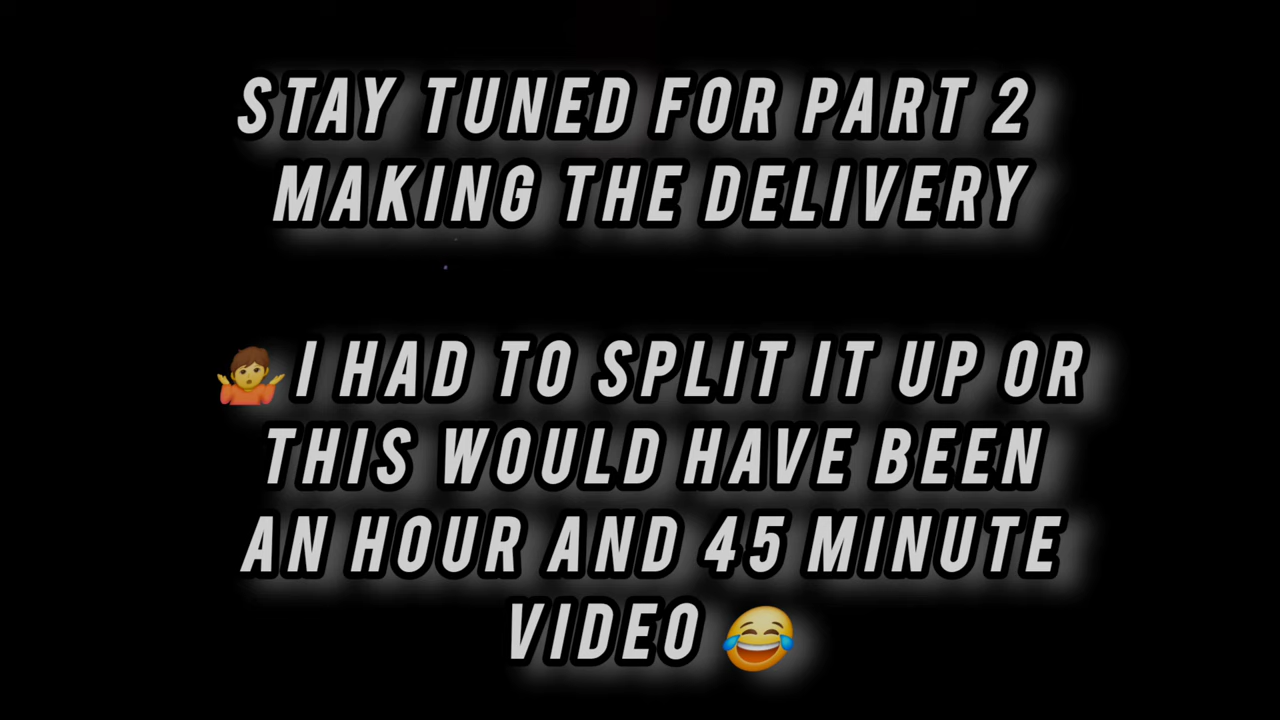 STAY TUNED FOR PART 2
MAKING THE DELIVERY
🤷I HAD TO SPLIT IT UP OR
THIS WOULD HAVE BEEN
AN HOUR AND 45 MINUTE
VIDEO 😂